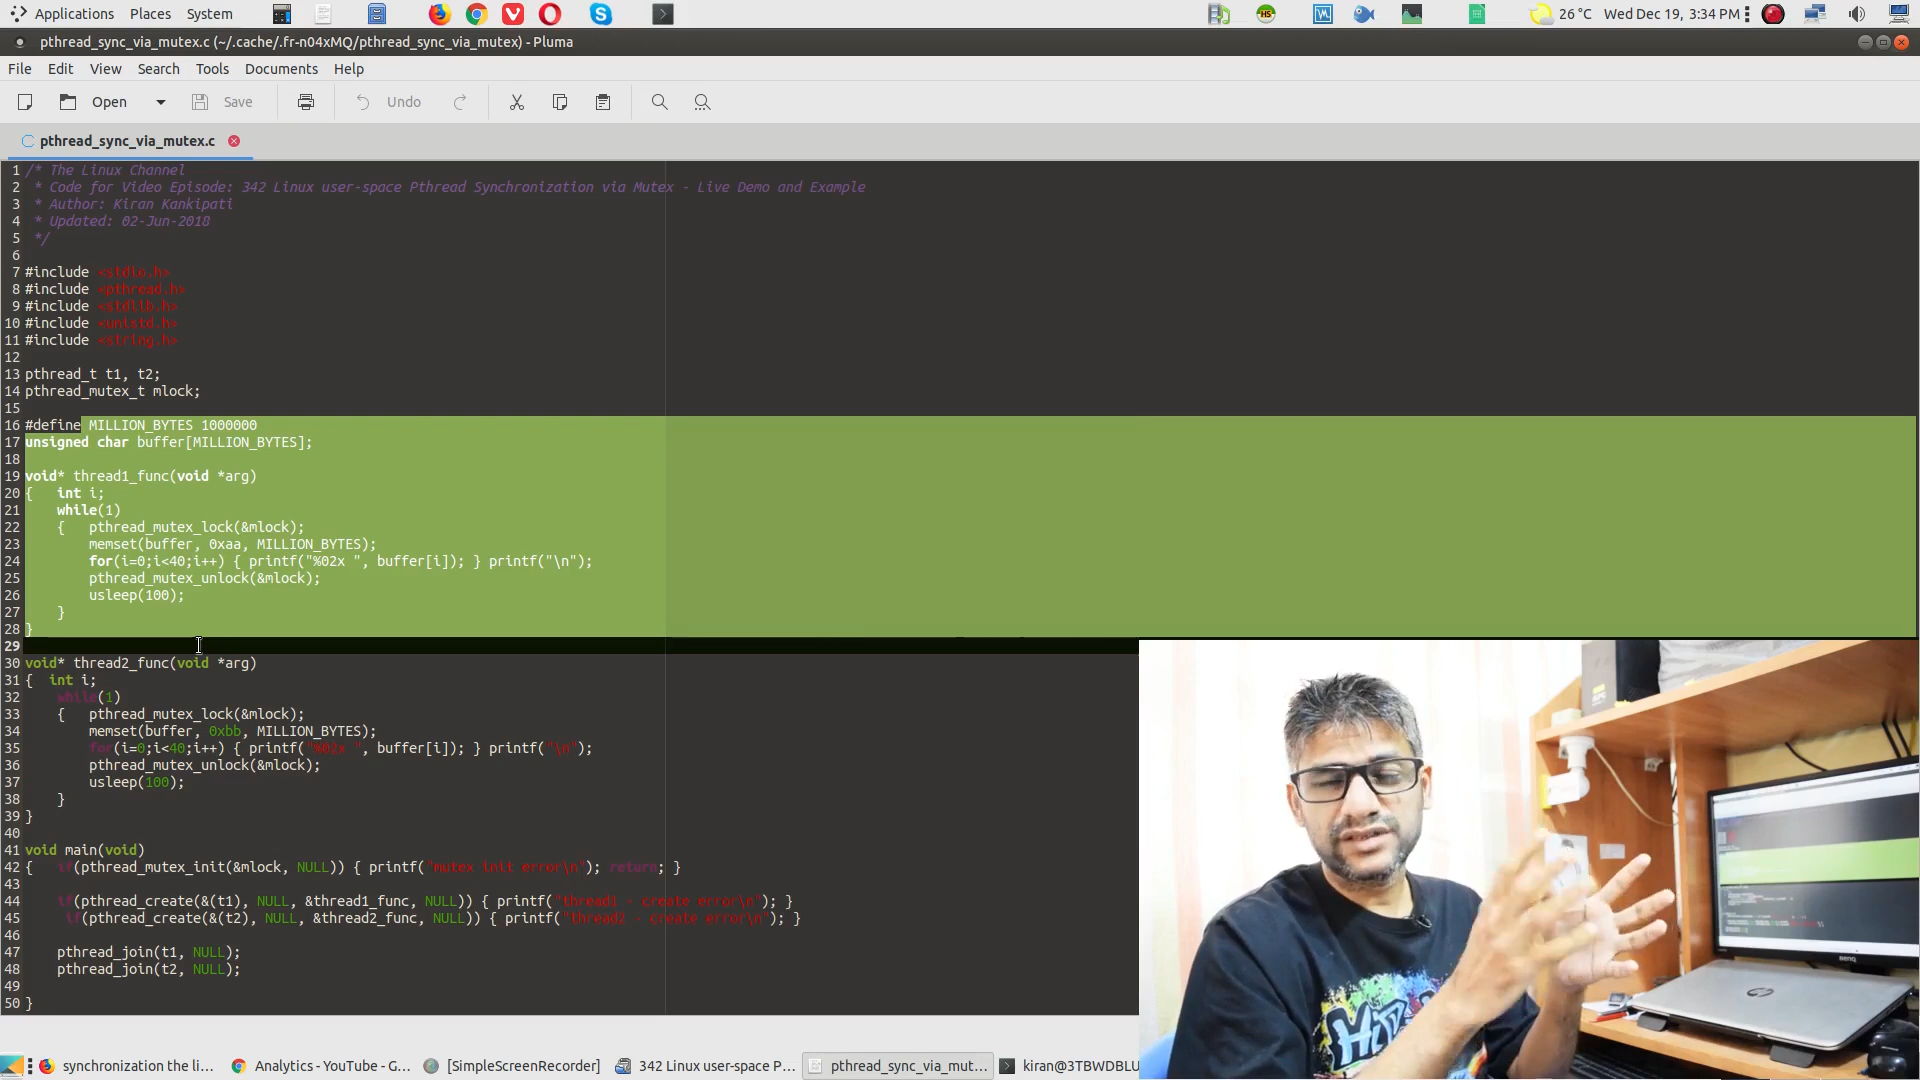 Applications Places System 26 °C Wed Dec 19, 3:34 PM
pthread_sync_via_mutex.c (~/.cache/.fr-n04xMQ/pthread_sync_via_mutex) - Pluma
File Edit View Search Tools Documents Help
Open Save Undo
pthread_sync_via_mutex.c
1 /* The Linux Channel
2 * Code for Video Episode: 342 Linux user-space Pthread Synchronization via Mutex - Live Demo and Example
3 * Author: Kiran Kankipati
4 * Updated: 02-Jun-2018
5 */
6
7 #include <stdio.h>
8 #include <pthread.h>
9 #include <stdlib.h>
10 #include <unistd.h>
11 #include <string.h>
12
13 pthread_t t1, t2;
14 pthread_mutex_t mlock;
15
16 #define MILLION_BYTES 1000000
17 unsigned char buffer[MILLION_BYTES];
18
19 void* thread1_func(void *arg)
20 { int i;
21 while(1)
22 { pthread_mutex_lock(&mlock);
23 memset(buffer, 0xaa, MILLION_BYTES);
24 for(i=0;i<40;i++) { printf("%02x ", buffer[i]); } printf("\n");
25 pthread_mutex_unlock(&mlock);
26 usleep(100);
27 }
28 }
29
30 void* thread2_func(void *arg)
31 { int i;
32 while(1)
33 { pthread_mutex_lock(&mlock);
34 memset(buffer, 0xbb, MILLION_BYTES);
35 for(i=0;i<40;i++) { printf("%02x ", buffer[i]); } printf("\n");
36 pthread_mutex_unlock(&mlock);
37 usleep(100);
38 }
39 }
40
41 void main(void)
42 { if(pthread_mutex_init(&mlock, NULL)) { printf("mutex init error\n"); return; }
43
44 if(pthread_create(&(t1), NULL, &thread1_func, NULL)) { printf("thread1 - create error\n"); }
45 if(pthread_create(&(t2), NULL, &thread2_func, NULL)) { printf("thread2 - create error\n"); }
46
47 pthread_join(t1, NULL);
48 pthread_join(t2, NULL);
49
50 }
synchronization the li... Analytics - YouTube - G... [SimpleScreenRecorder] 342 Linux user-space P... pthread_sync_via_mut... kiran@3TBWDBLU
BenQ
hp